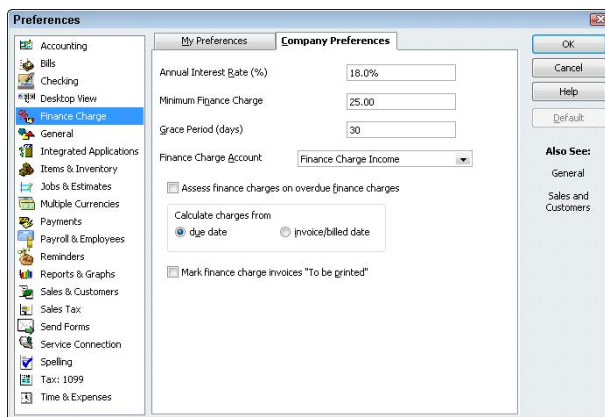 Preferences
Accounting
Bills
Checking
Desktop View
Finance Charge
General
Integrated Applications
Items & Inventory
Jobs & Estimates
Multiple Currencies
Payments
Payroll & Employees
Reminders
Reports & Graphs
Sales & Customers
Sales Tax
Send Forms
Service Connection
Spelling
Tax: 1099
Time & Expenses
My Preferences Company Preferences
Annual Interest Rate (%) 18.0%
Minimum Finance Charge 25.00
Grace Period (days) 30
Finance Charge Account Finance Charge Income
Assess finance charges on overdue finance charges
Calculate charges from
due date invoice/billed date
Mark finance charge invoices "To be printed"
OK
Cancel
Help
Default
Also See:
General
Sales and
Customers